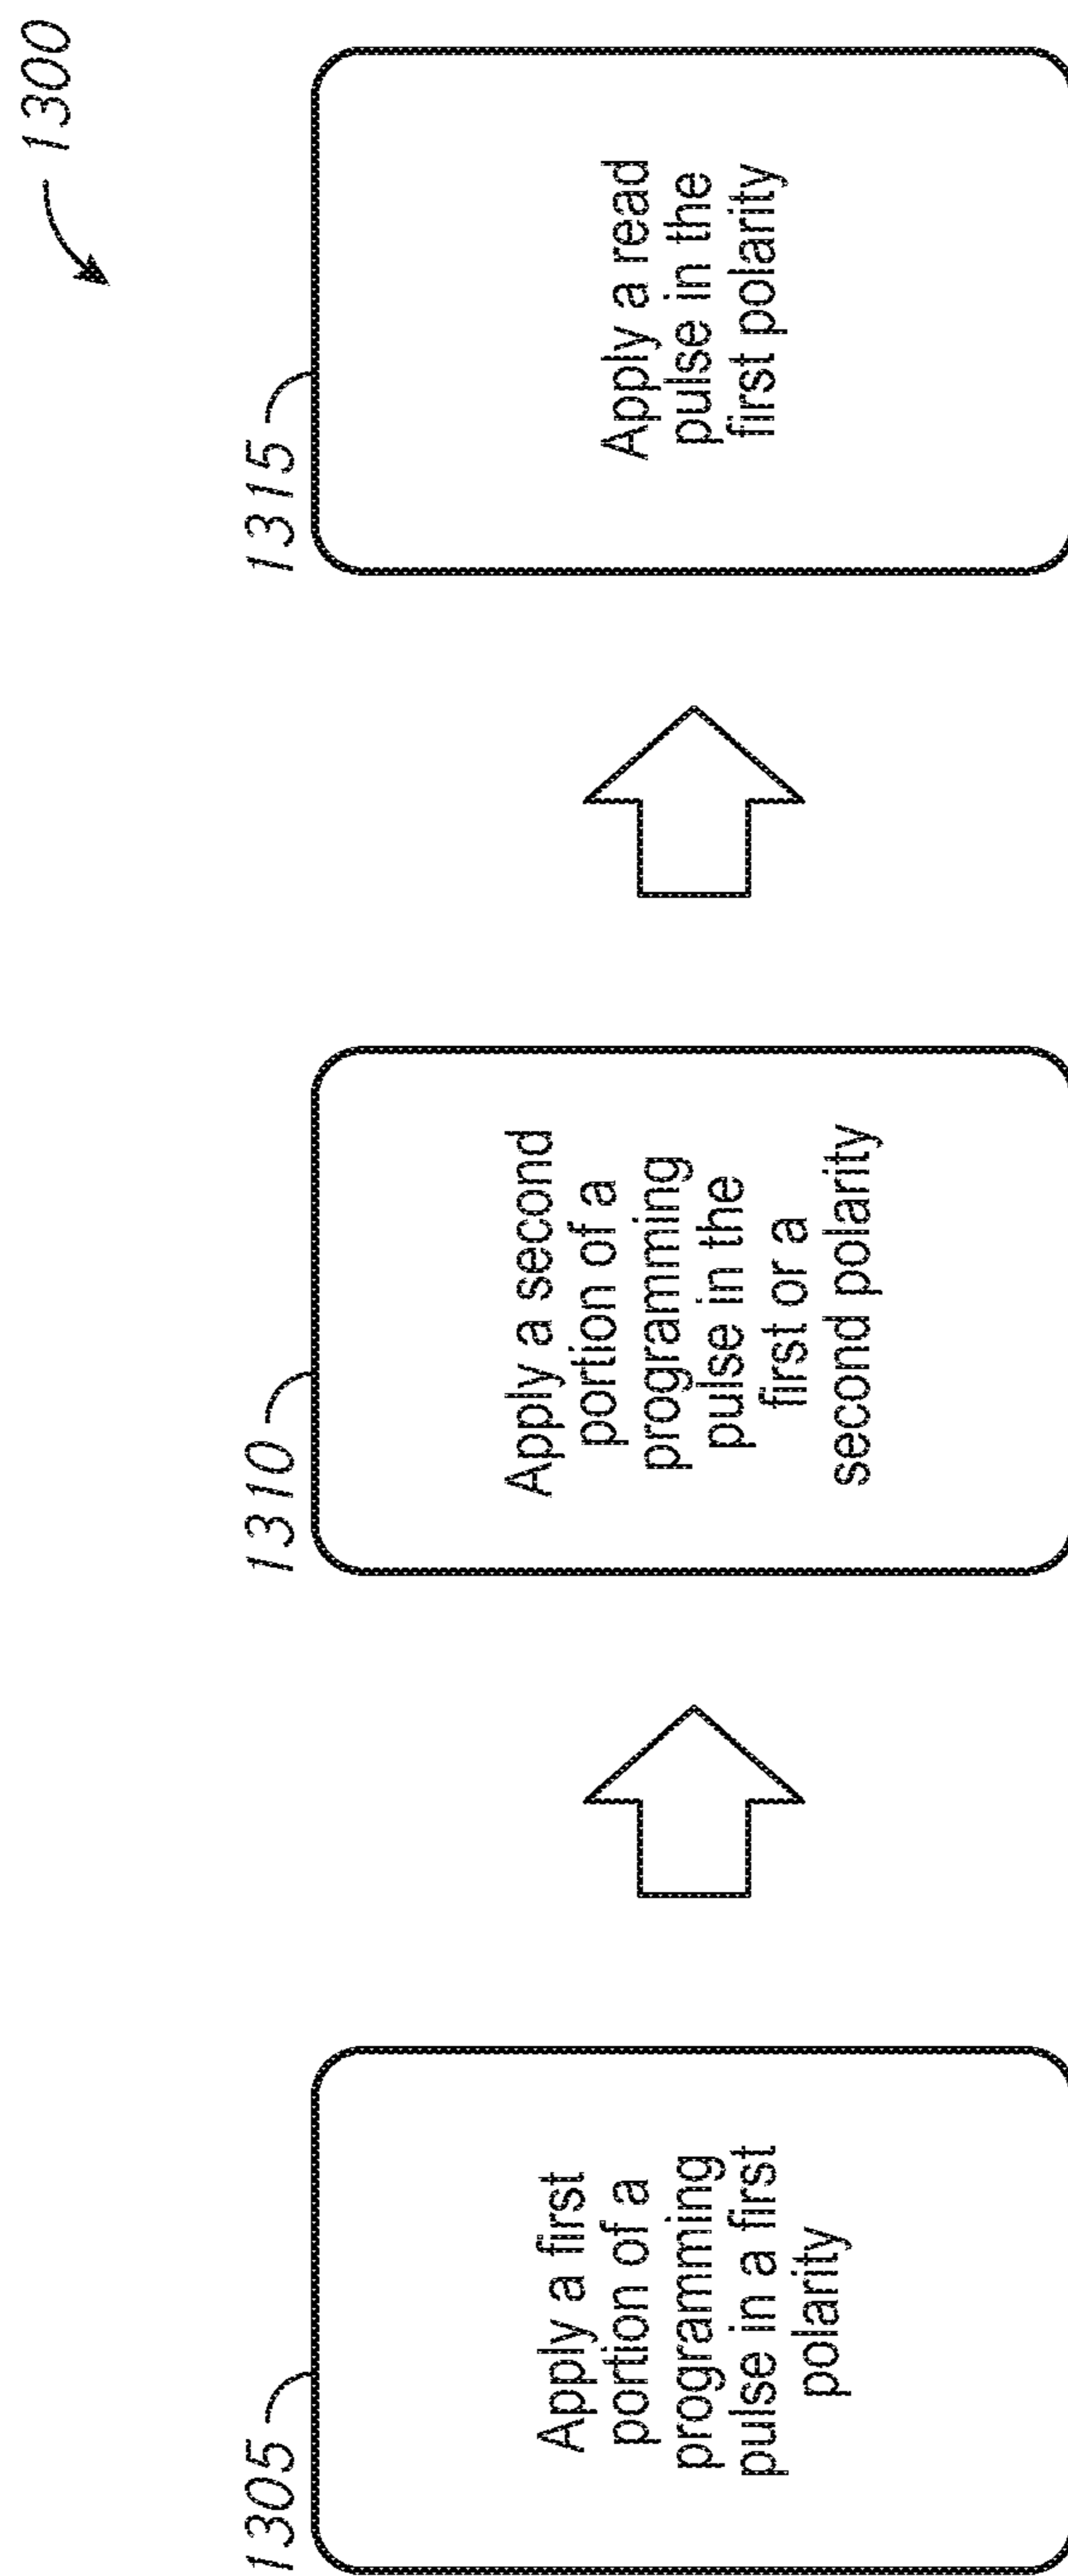 1300
1305
Apply a first
portion of a
programming
pulse in a first
polarity
1310
Apply a second
portion of a
programming
pulse in the
first or a
second polarity
1315
Apply a read
pulse in the
first polarity